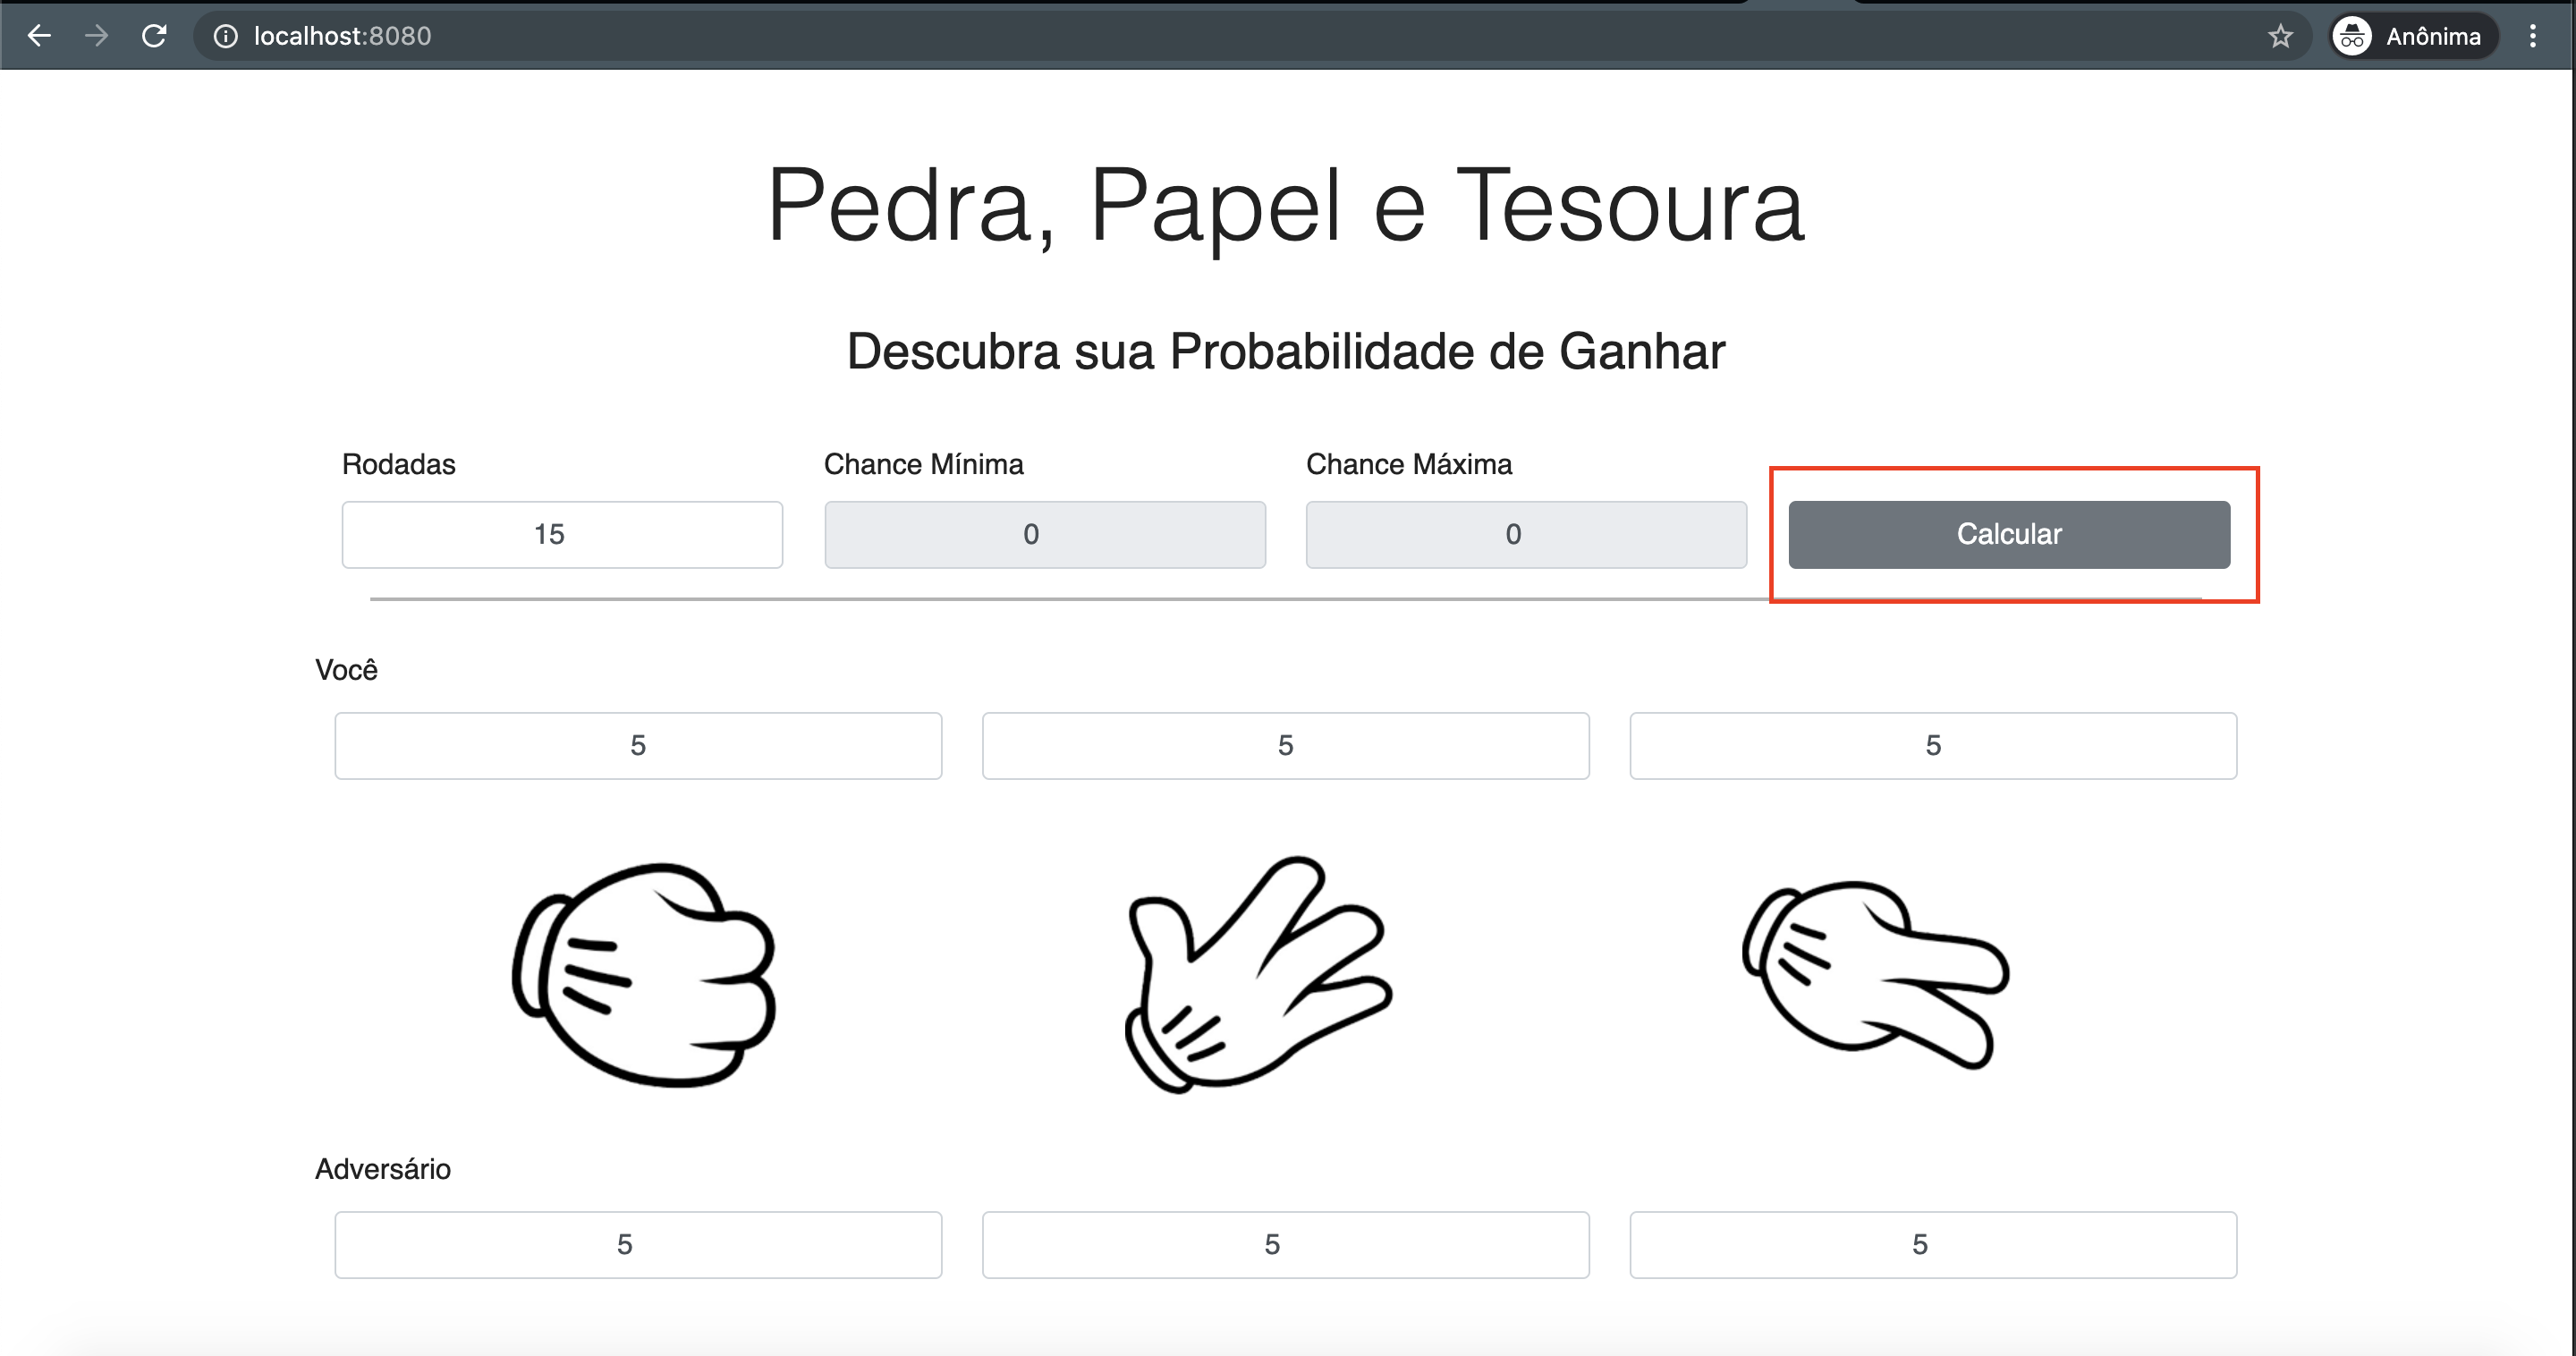 localhost:8080
Anônima
Pedra, Papel e Tesoura
Descubra sua Probabilidade de Ganhar
Rodadas
Chance Mínima
Chance Máxima
15
0
0
Calcular
Você
5
5
5
Adversário
5
5
5